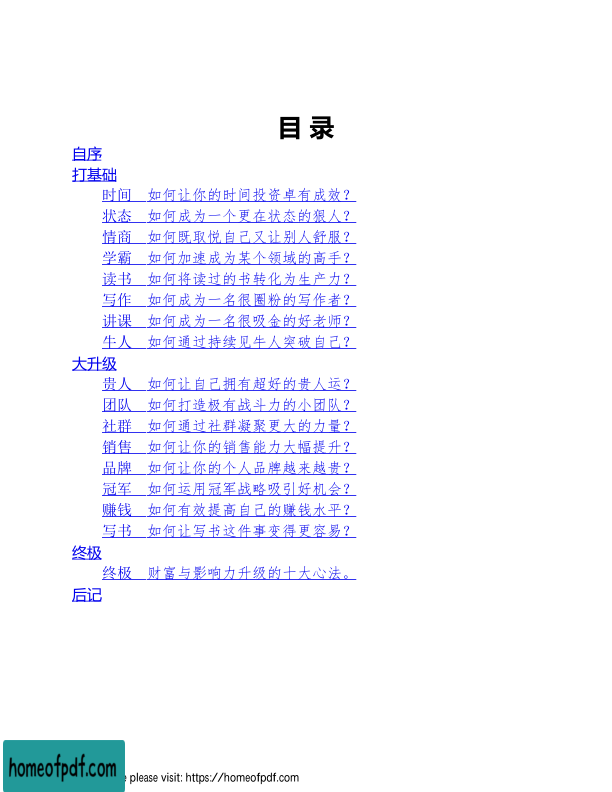 目 录
自序
打基础
时间 如何让你的时间投资卓有成效？
状态 如何成为一个更在状态的狠人？
情商 如何既取悦自己又让别人舒服？
学霸 如何加速成为某个领域的高手？
读书 如何将读过的书转化为生产力？
写作 如何成为一名很圈粉的写作者？
讲课 如何成为一名很吸金的好老师？
牛人 如何通过持续见牛人突破自己？
大升级
贵人 如何让自己拥有超好的贵人运？
团队 如何打造极有战斗力的小团队？
社群 如何通过社群凝聚更大的力量？
销售 如何让你的销售能力大幅提升？
品牌 如何让你的个人品牌越来越贵？
冠军 如何运用冠军战略吸引好机会？
赚钱 如何有效提高自己的赚钱水平？
写书 如何让写书这件事变得更容易？
终极
终极 财富与影响力升级的十大心法。
后记
homeofpdf.com
please visit: https://homeofpdf.com